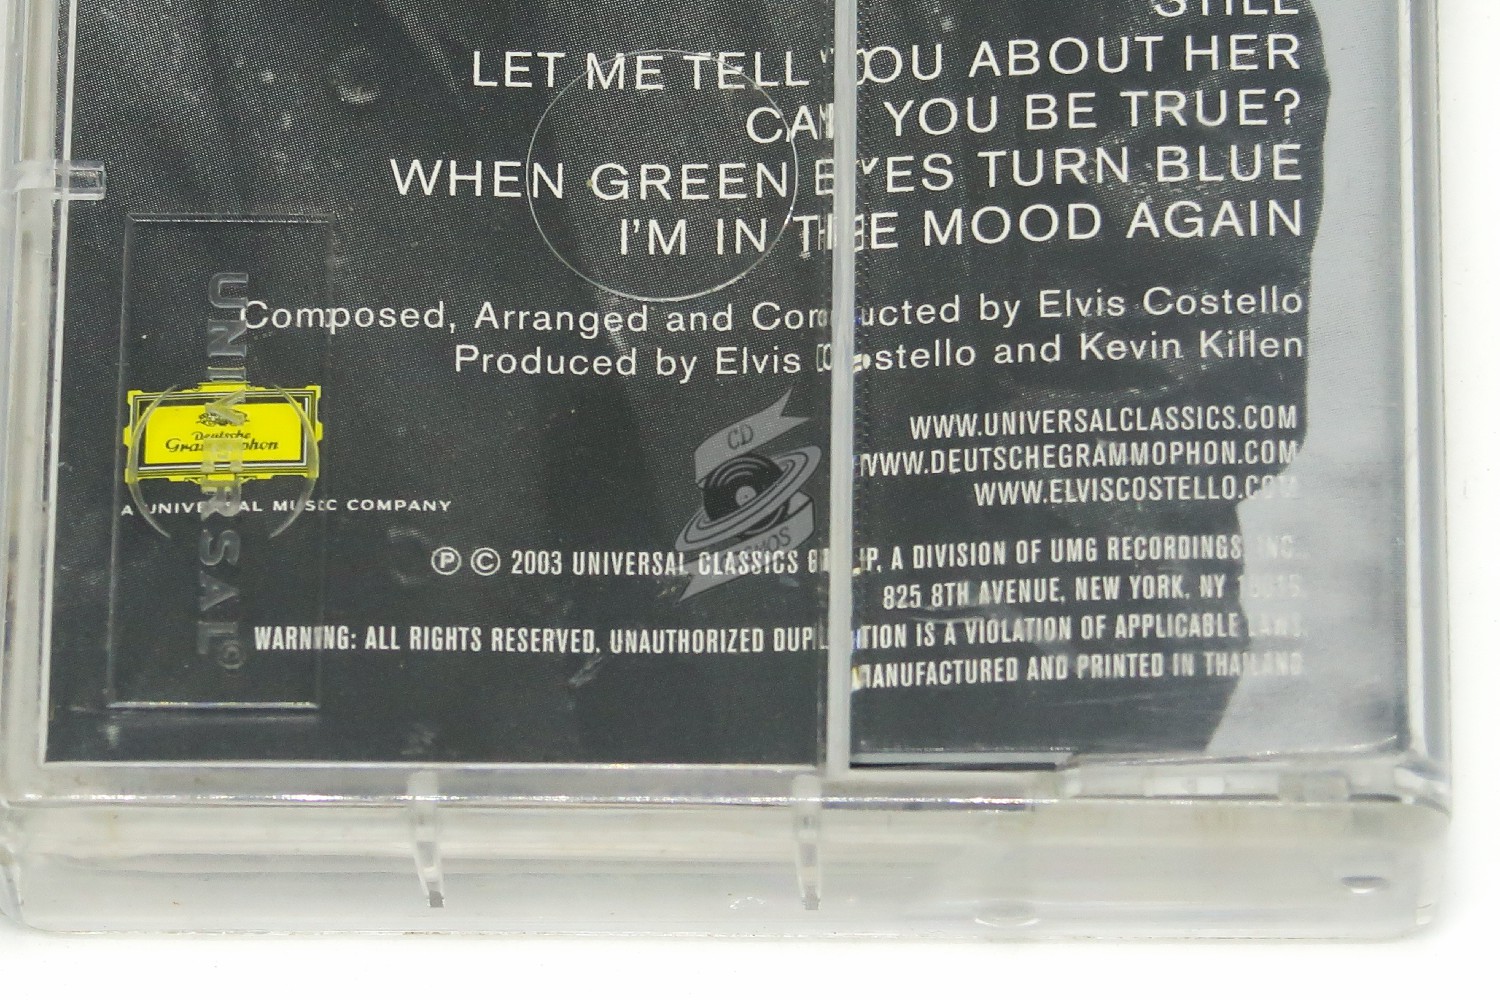 STILL
LET ME TELL YOU ABOUT HER
CAN YOU BE TRUE?
WHEN GREEN EYES TURN BLUE
I'M IN THE MOOD AGAIN
Composed, Arranged and Conducted by Elvis Costello
Produced by Elvis Costello and Kevin Killen
UNIVERSAL©
Deutsche
Grammophon
A UNIVERSAL MUSIC COMPANY
CD
WWW.UNIVERSALCLASSICS.COM
WWW.DEUTSCHEGRAMMOPHON.COM
WWW.ELVISCOSTELLO.COM
℗ © 2003 UNIVERSAL CLASSICS GROUP, A DIVISION OF UMG RECORDINGS, INC.
825 8TH AVENUE, NEW YORK, NY
WARNING: ALL RIGHTS RESERVED. UNAUTHORIZED DUPLICATION IS A VIOLATION OF APPLICABLE LAWS.
MANUFACTURED AND PRINTED IN THAILAND